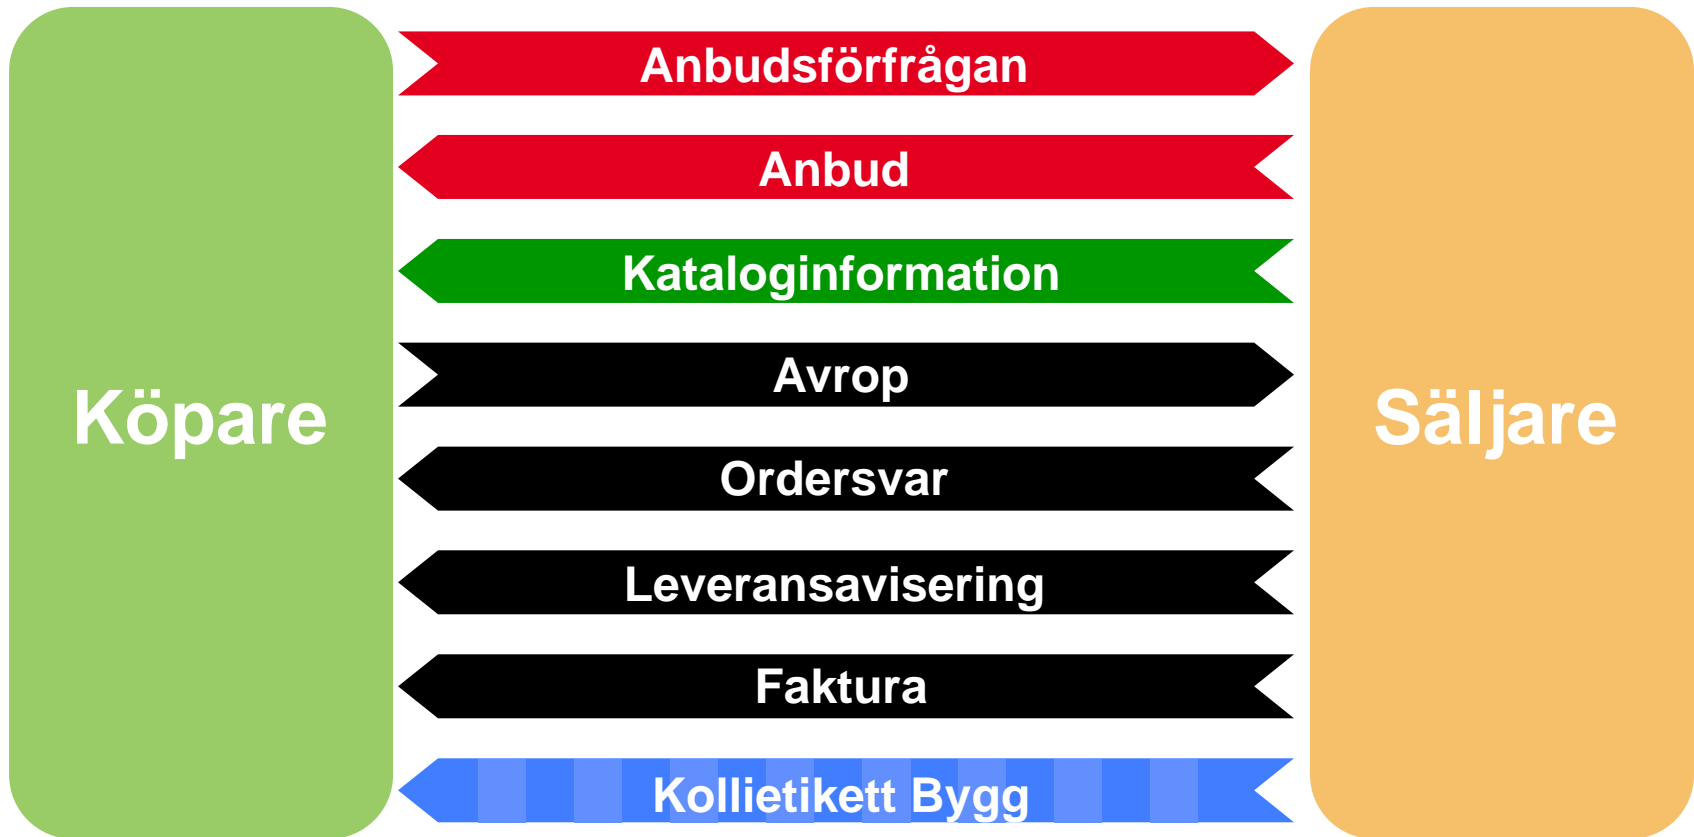 Anbudsförfrågan
Anbud
Kataloginformation
Avrop
Köpare
Säljare
Ordersvar
Leveransavisering
Faktura
Kollietikett Bygg